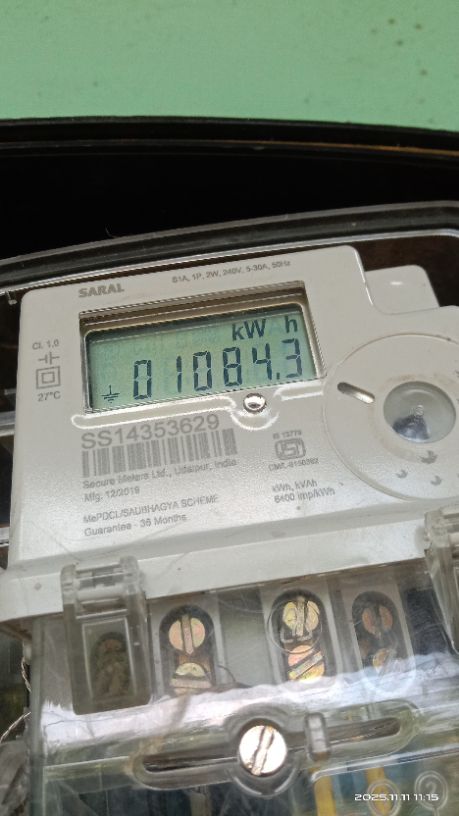 SARAL
S1A, 1P, 2W, 240V, 5-30A, 50Hz
kW h
01084.3
CL 1.0
27°C
SS14353629
Secure Meters Ltd., Udaipur, India
Mfg. 12/2019
MePDCL/SAUBHAGYA SCHEME
Guarantee - 36 Months
IS 13779
kWh, kVAh
6400 imp/kWh
2025.11.11 11:15